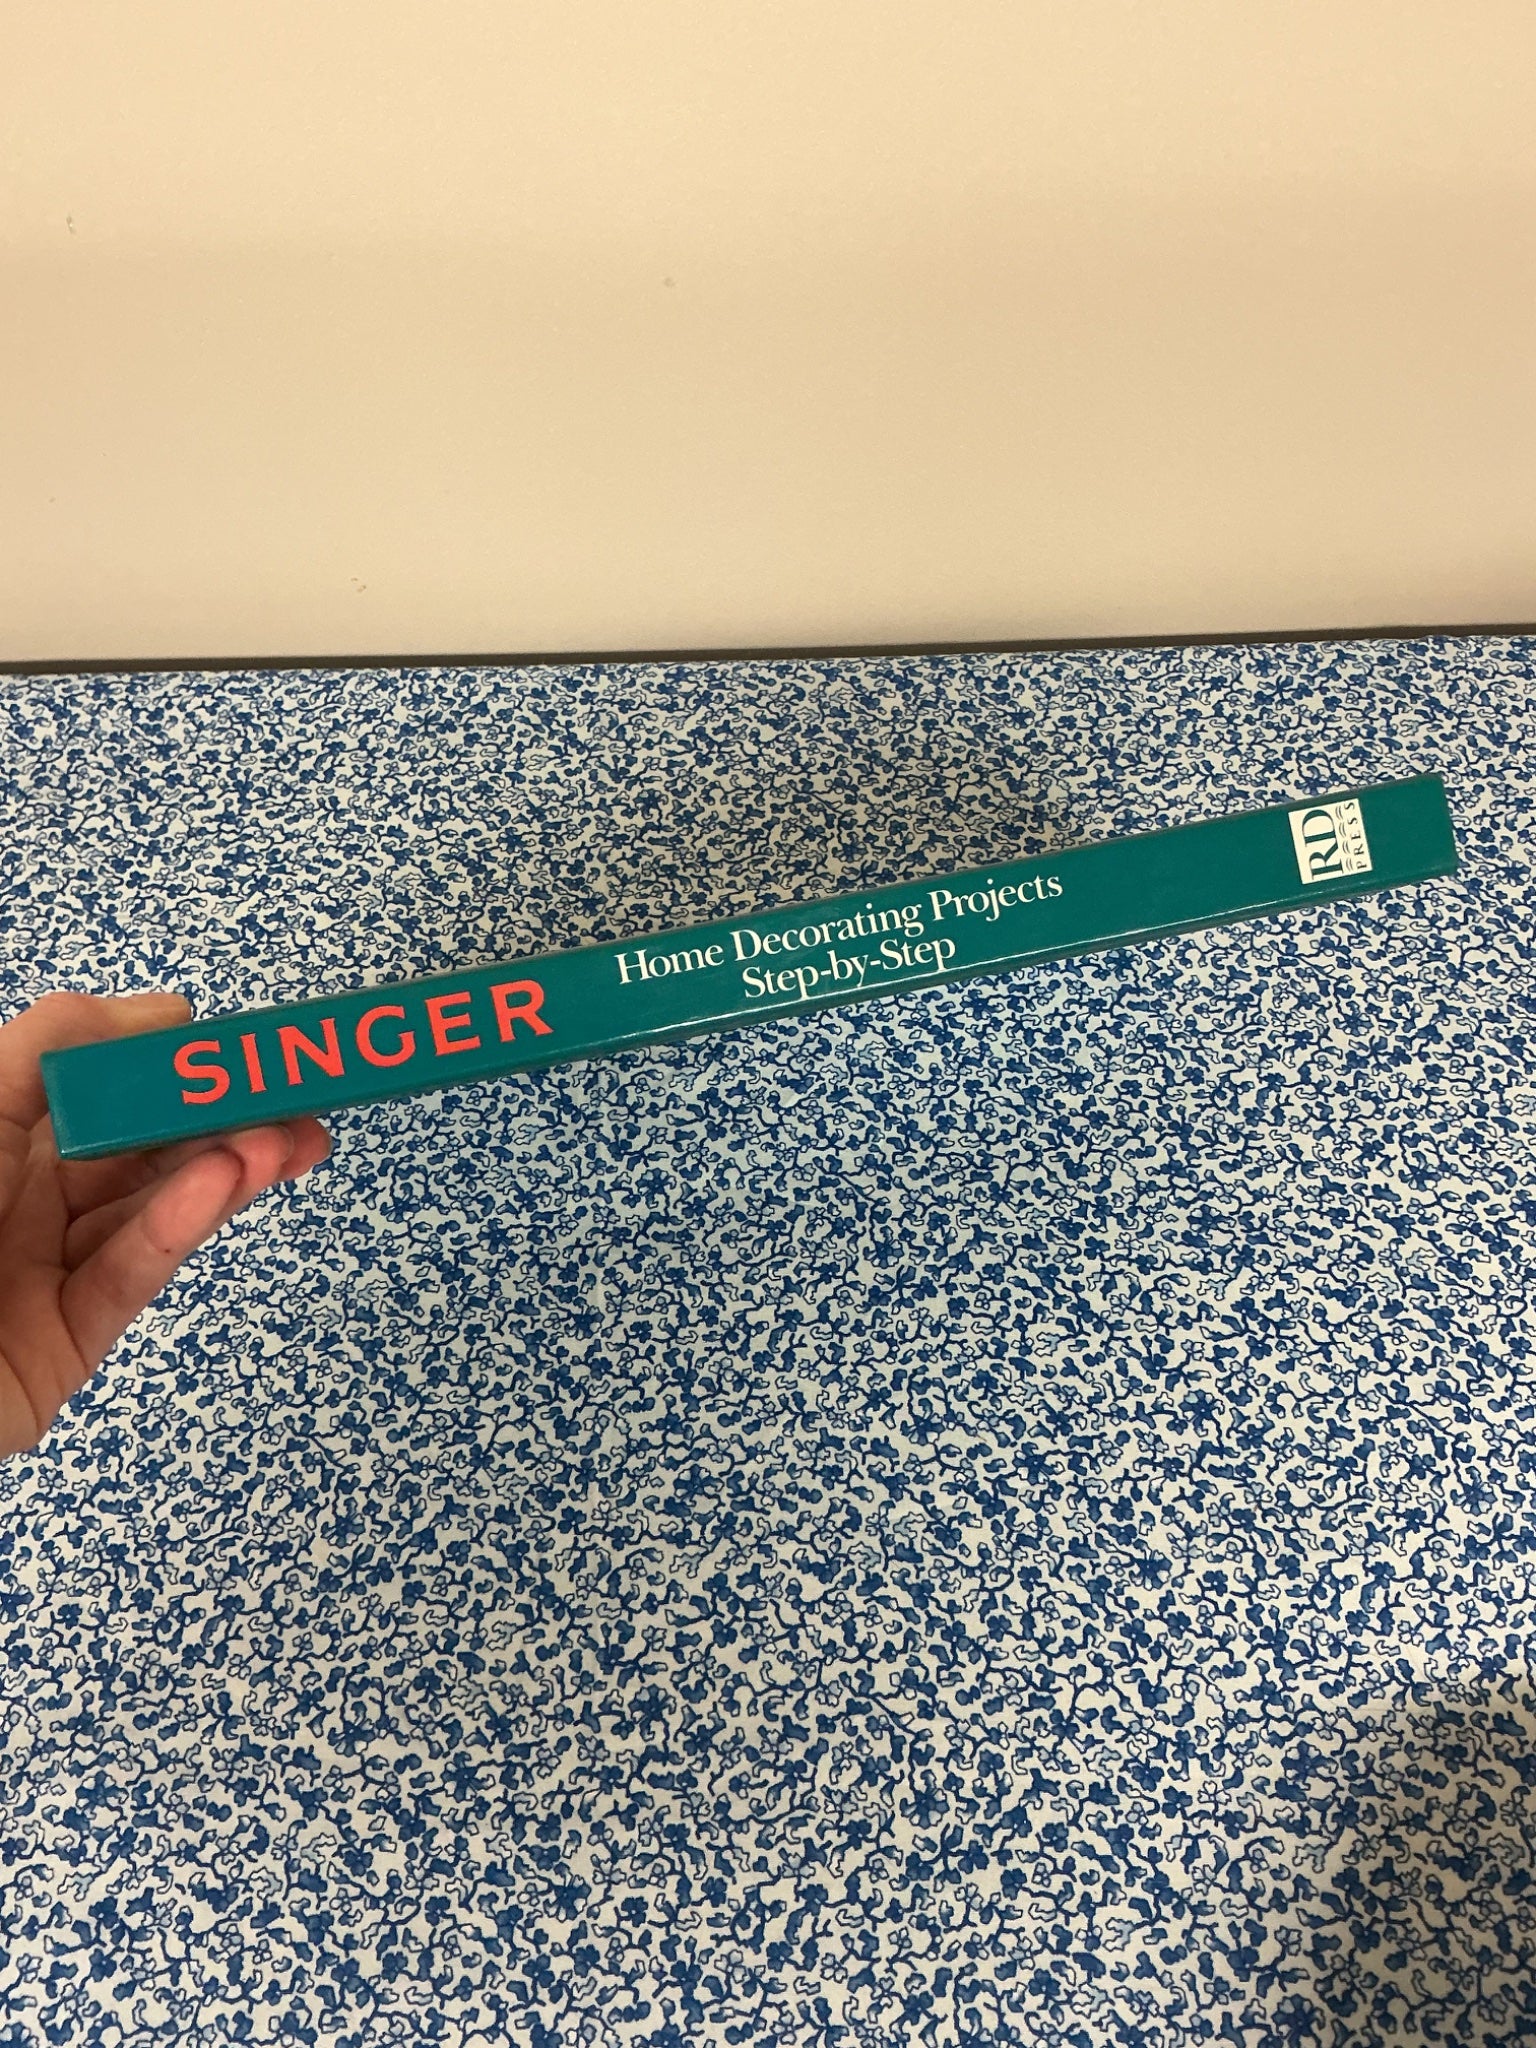 SINGER
Home Decorating Projects
Step-by-Step
RD
PRESS